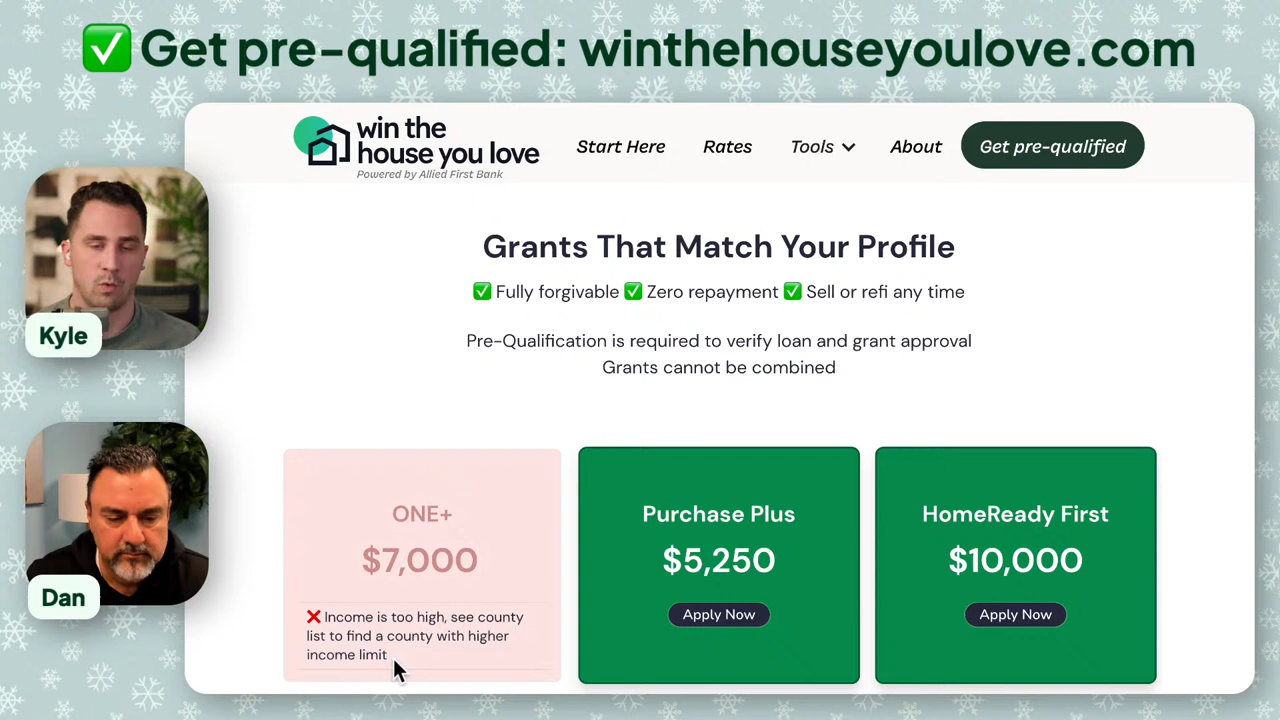 ✅ Get pre-qualified: winthehouseyoulove.com
win the
house you love
Powered by Allied First Bank
Start Here
Rates
Tools
About
Get pre-qualified
Grants That Match Your Profile
✅ Fully forgivable ✅ Zero repayment ✅ Sell or refi any time
Pre-Qualification is required to verify loan and grant approval
Grants cannot be combined
Kyle
Dan
ONE+
$7,000
❌ Income is too high, see county
list to find a county with higher
income limit
Purchase Plus
$5,250
Apply Now
HomeReady First
$10,000
Apply Now